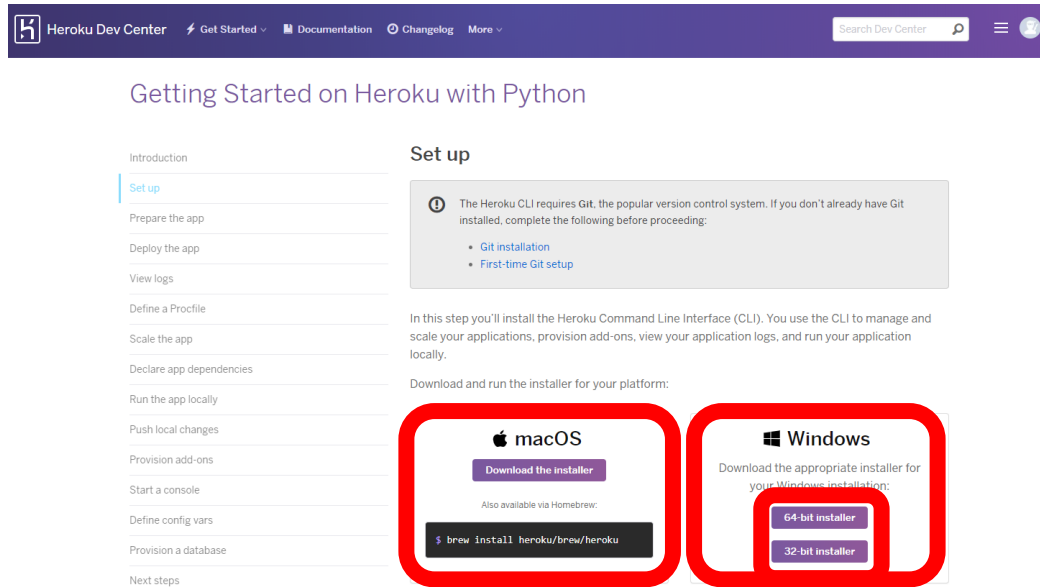 Heroku Dev Center Get Started Documentation Changelog More Search Dev Center
Getting Started on Heroku with Python
Introduction
Set up
Prepare the app
Deploy the app
View logs
Define a Procfile
Scale the app
Declare app dependencies
Run the app locally
Push local changes
Provision add-ons
Start a console
Define config vars
Provision a database
Next steps
Set up
The Heroku CLI requires Git, the popular version control system. If you don't already have Git
installed, complete the following before proceeding:
• Git installation
• First-time Git setup
In this step you'll install the Heroku Command Line Interface (CLI). You use the CLI to manage and
scale your applications, provision add-ons, view your application logs, and run your application
locally.
Download and run the installer for your platform:
macOS
Download the installer
Also available via Homebrew:
$ brew install heroku/brew/heroku
Windows
Download the appropriate installer for
your Windows installation:
64-bit installer
32-bit installer